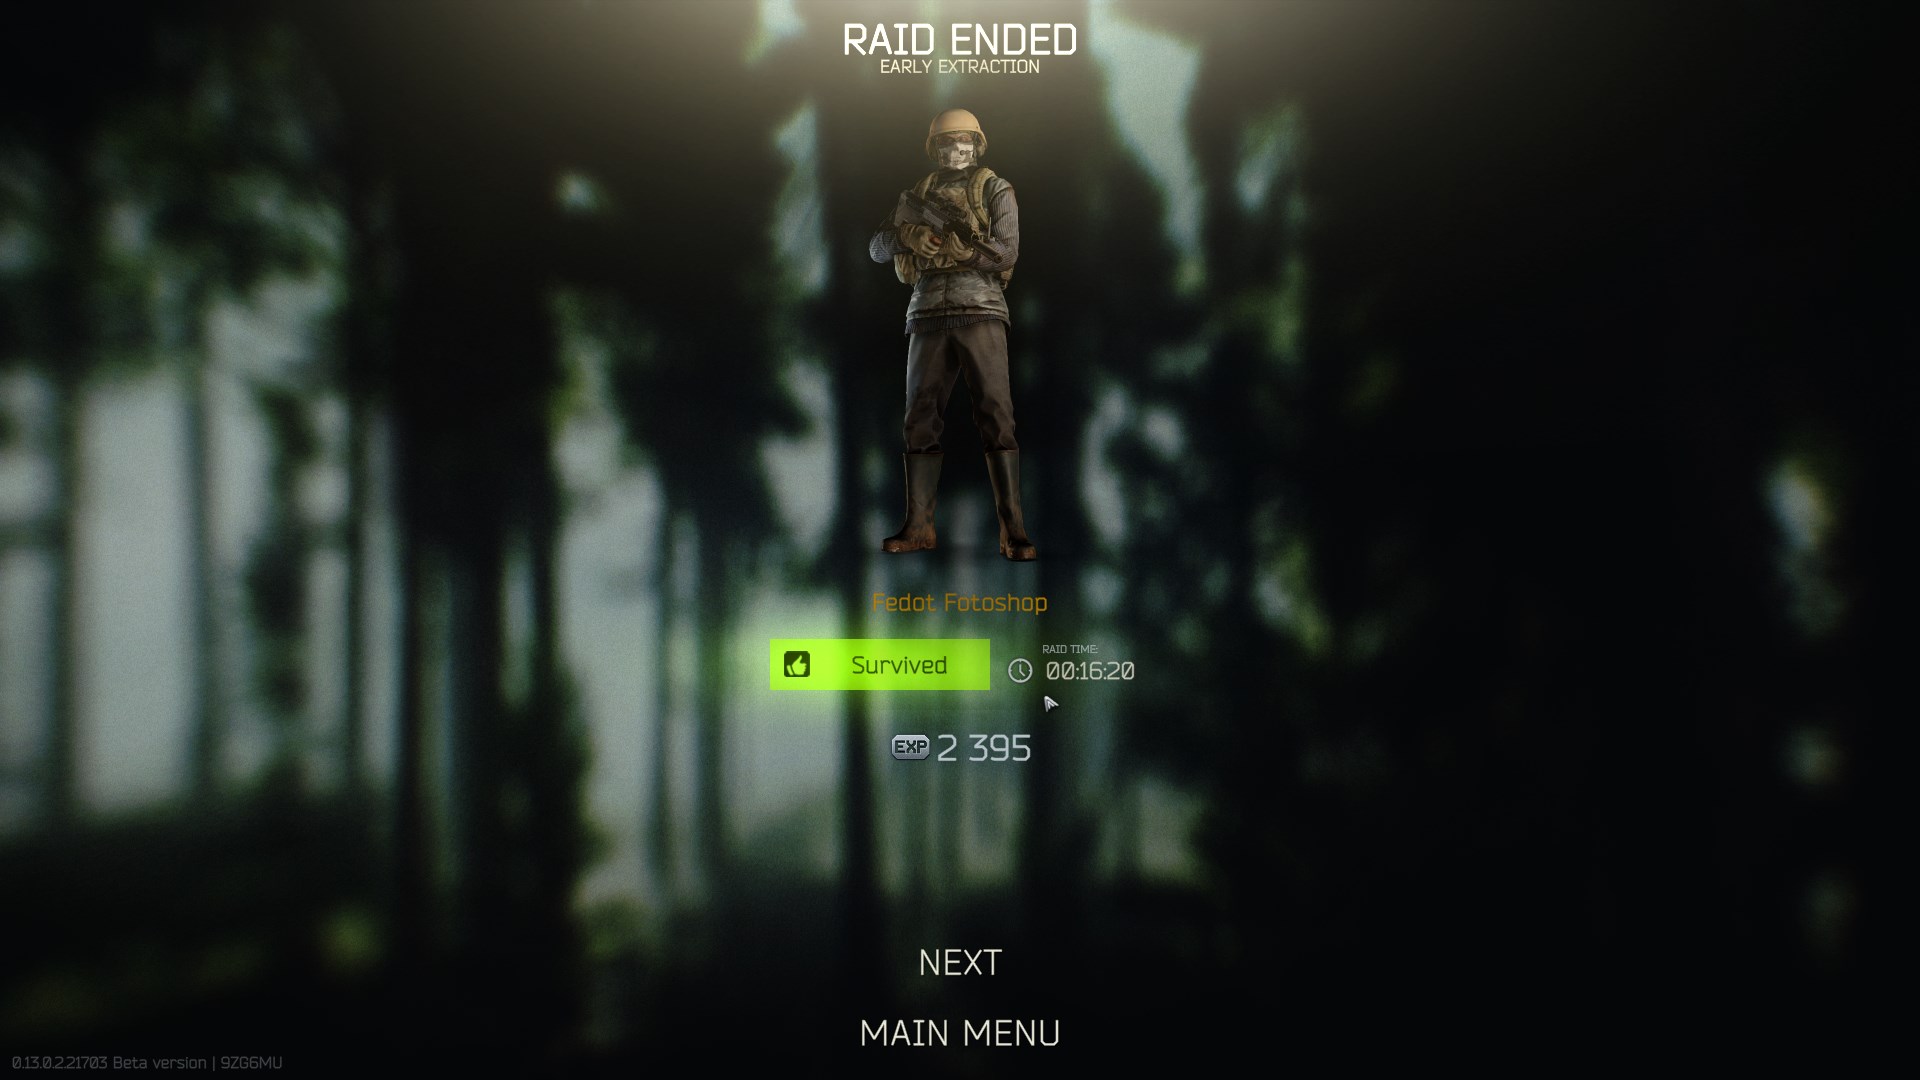 RAID ENDED
EARLY EXTRACTION
Fedot Fotoshop
Survived
RAID TIME:
00:16:20
EXP 2 395
NEXT
MAIN MENU
0.13.0.2.21703 Beta version | 9ZG6MU